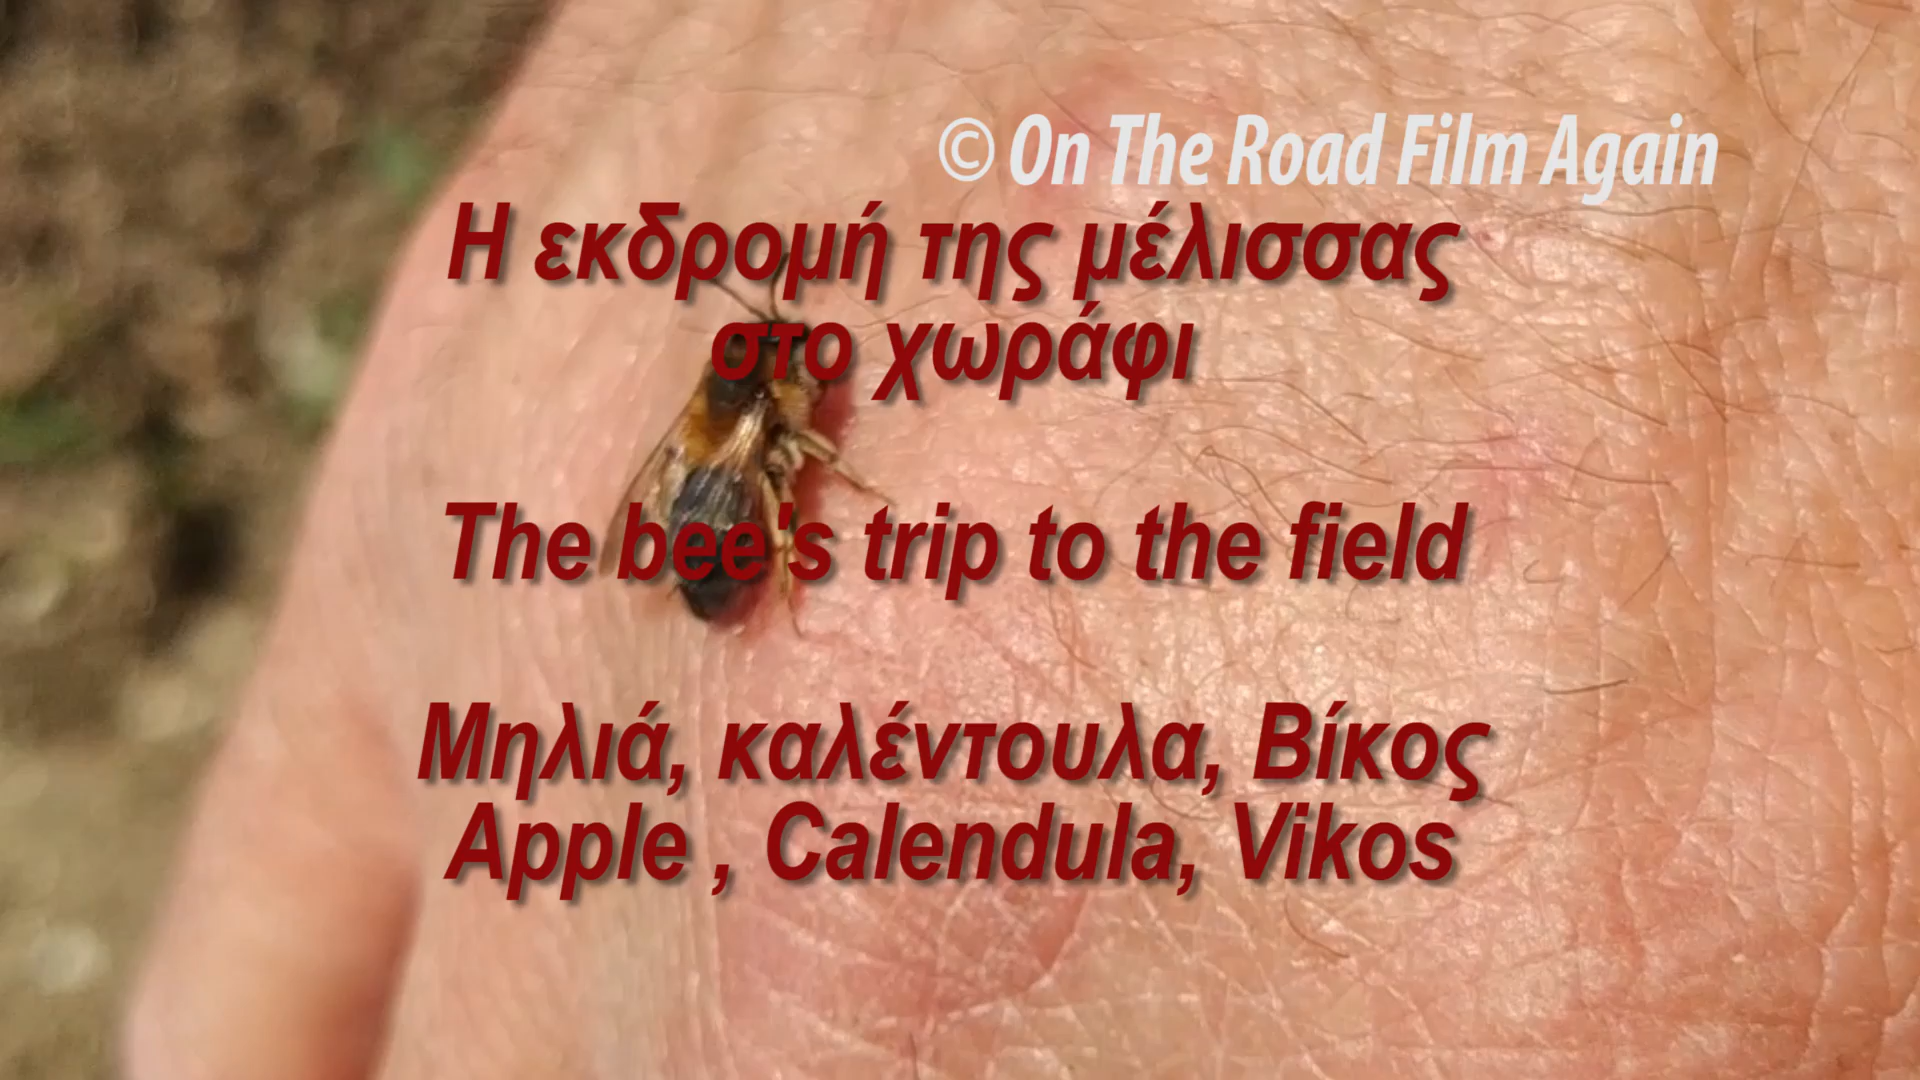 © On The Road Film Again
Η εκδρομή της μέλισσας
στο χωράφι
The bee's trip to the field
Μηλιά, καλέντουλα, Βίκος
Apple , Calendula, Vikos